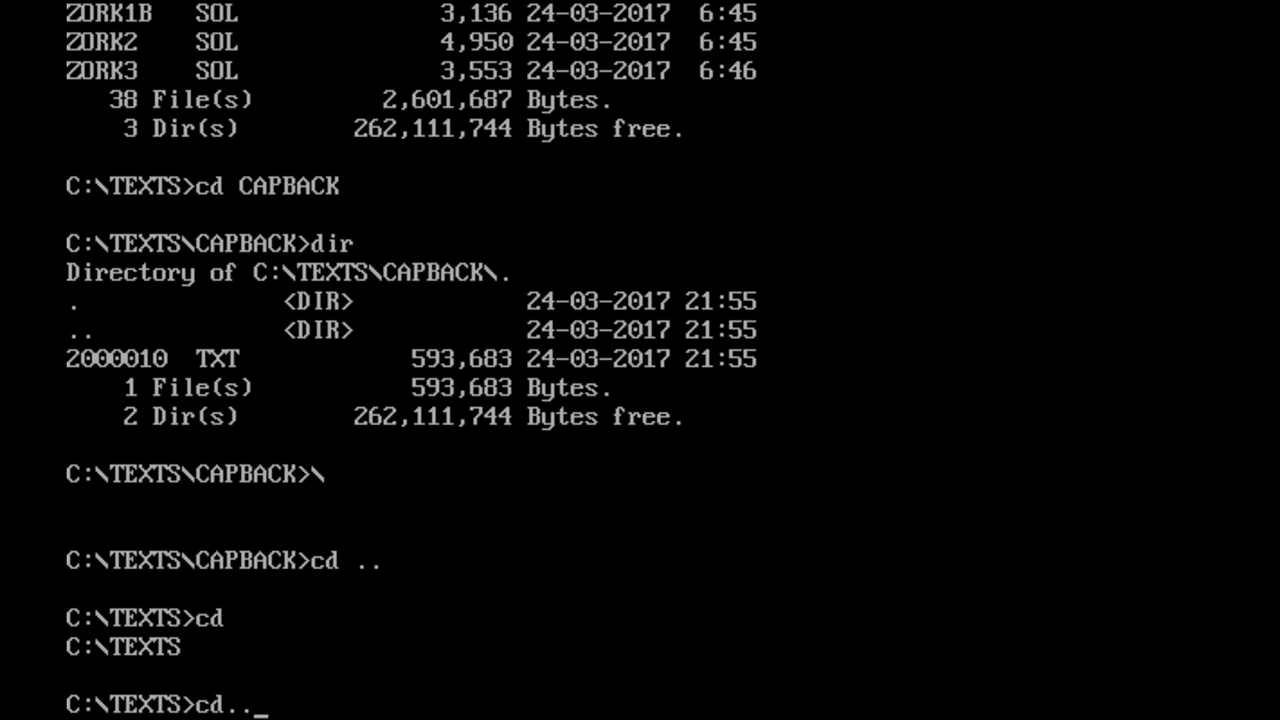 ZORK1B   SOL                3,136 24-03-2017  6:45
ZORK2    SOL                4,950 24-03-2017  6:45
ZORK3    SOL                3,553 24-03-2017  6:46
   38 File(s)         2,601,687 Bytes.
    3 Dir(s)        262,111,744 Bytes free.
C:\TEXTS>cd CAPBACK
C:\TEXTS\CAPBACK>dir
Directory of C:\TEXTS\CAPBACK\.
.              <DIR>            24-03-2017 21:55
..             <DIR>            24-03-2017 21:55
2000010  TXT            593,683 24-03-2017 21:55
    1 File(s)           593,683 Bytes.
    2 Dir(s)        262,111,744 Bytes free.
C:\TEXTS\CAPBACK>\
C:\TEXTS\CAPBACK>cd ..
C:\TEXTS>cd
C:\TEXTS
C:\TEXTS>cd.._